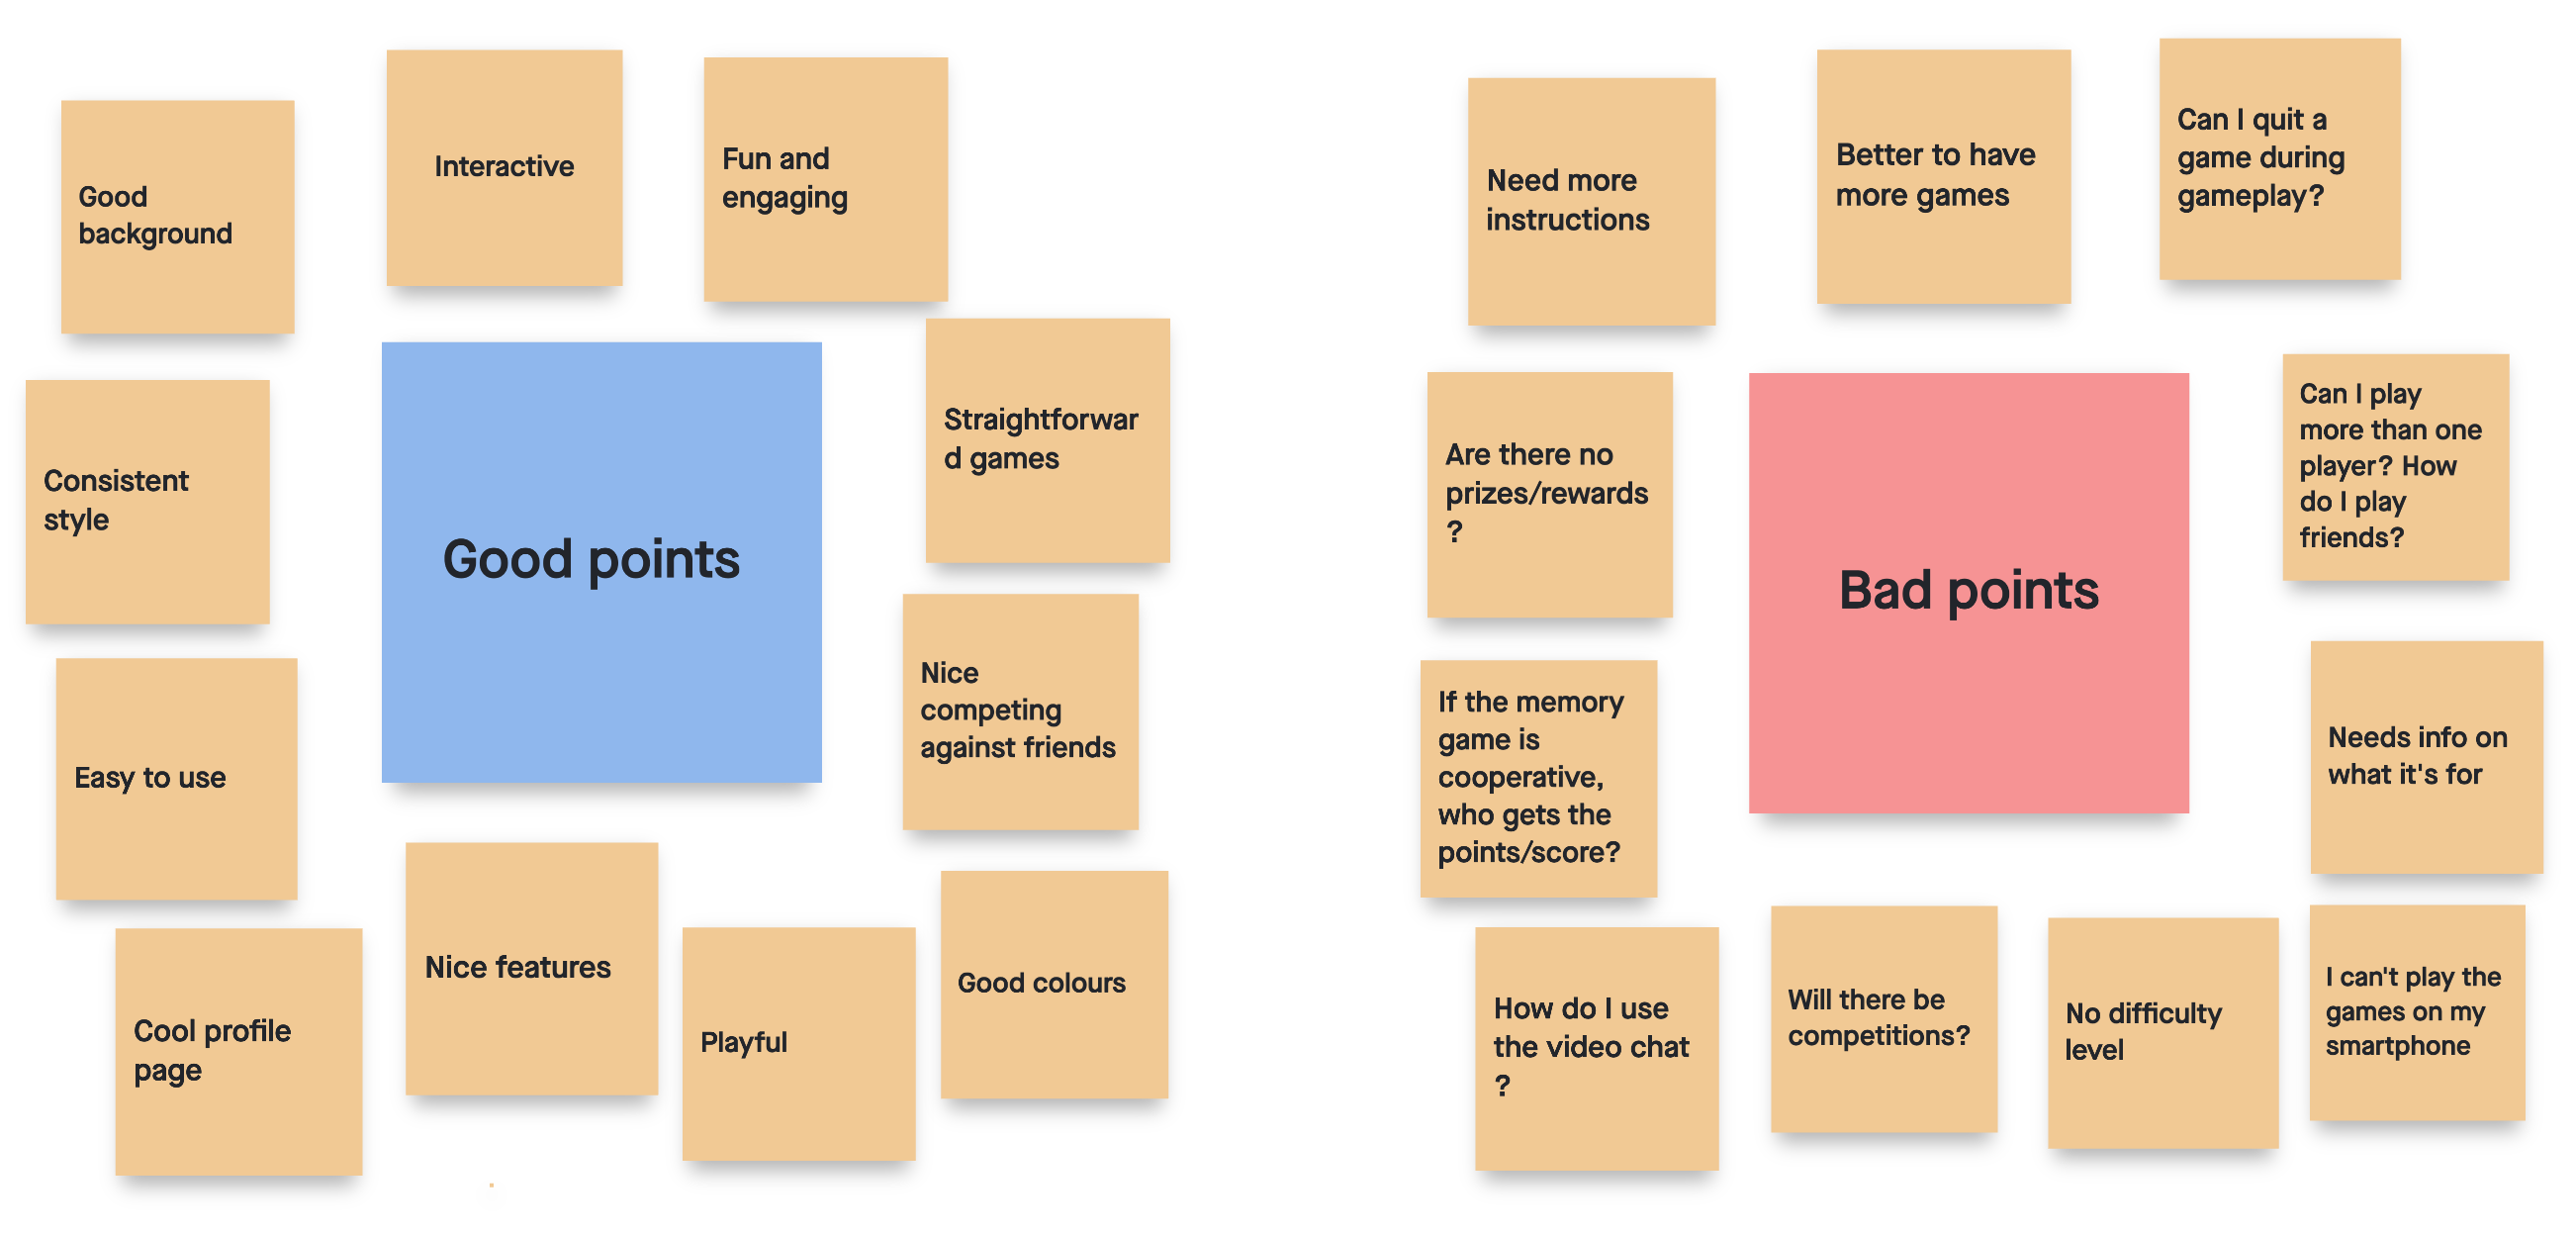 Good
background
Interactive
Fun and
engaging
Consistent
style
Good points
Straightforwar
d games
Easy to use
Nice
competing
against friends
Cool profile
page
Nice features
Playful
Good colours
Need more
instructions
Better to have
more games
Can I quit a
game during
gameplay?
Are there no
prizes/rewards
?
Bad points
Can I play
more than one
player? How
do I play
friends?
If the memory
game is
cooperative,
who gets the
points/score?
Needs info on
what it's for
How do I use
the video chat
?
Will there be
competitions?
No difficulty
level
I can't play the
games on my
smartphone